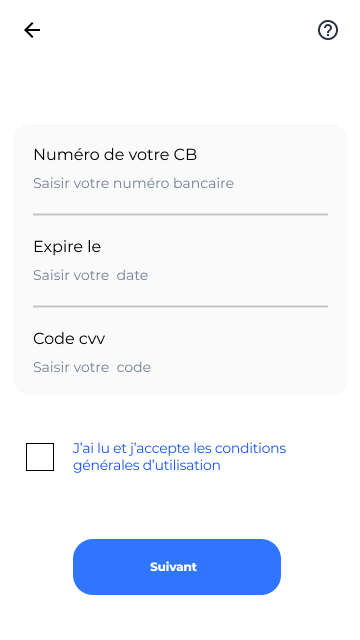 Numéro de votre CB
Saisir votre numéro bancaire
Expire le
Saisir votre  date
Code cvv
Saisir votre  code
J’ai lu et j’accepte les conditions
générales d’utilisation
Suivant